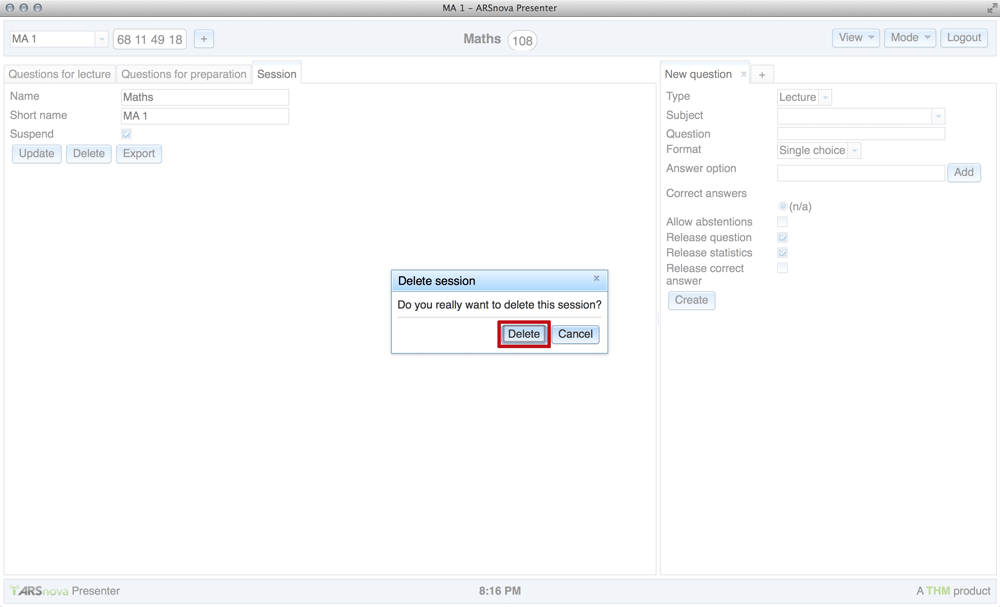 MA 1 – ARSnova Presenter
MA 1
68 11 49 18
+
Maths 108
View
Mode
Logout
Questions for lecture
Questions for preparation
Session
Name
Maths
Short name
MA 1
Suspend
Update
Delete
Export
New question
x
+
Type
Lecture
Subject
Question
Format
Single choice
Answer option
Add
Correct answers
(n/a)
Allow abstentions
Release question
Release statistics
Release correct
answer
Create
Delete session
x
Do you really want to delete this session?
Delete
Cancel
ARSnova Presenter
8:16 PM
A THM product